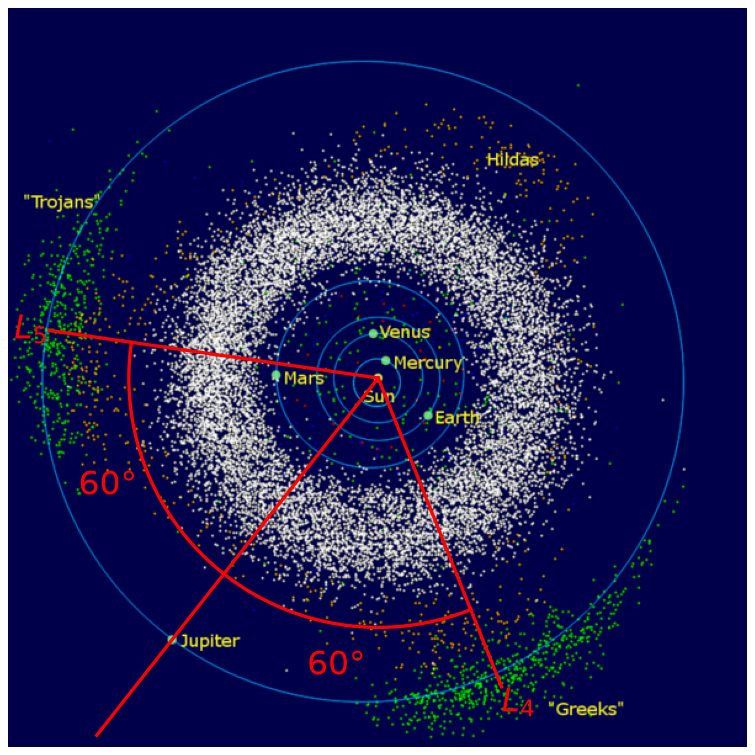 Hildas
"Trojans"
L5
Venus
Mercury
Mars
Sun
Earth
60°
Jupiter
60°
L4
"Greeks"